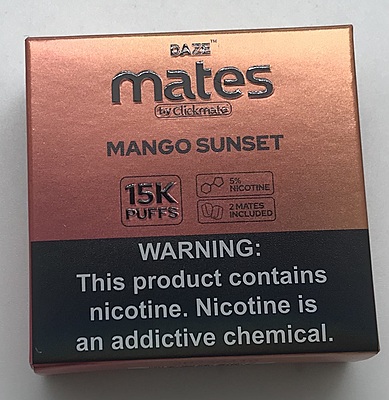 DAZE™
mates
by Clickmate
MANGO SUNSET
15K
PUFFS
5%
NICOTINE
2 MATES
INCLUDED
WARNING:
This product contains
nicotine. Nicotine is
an addictive chemical.